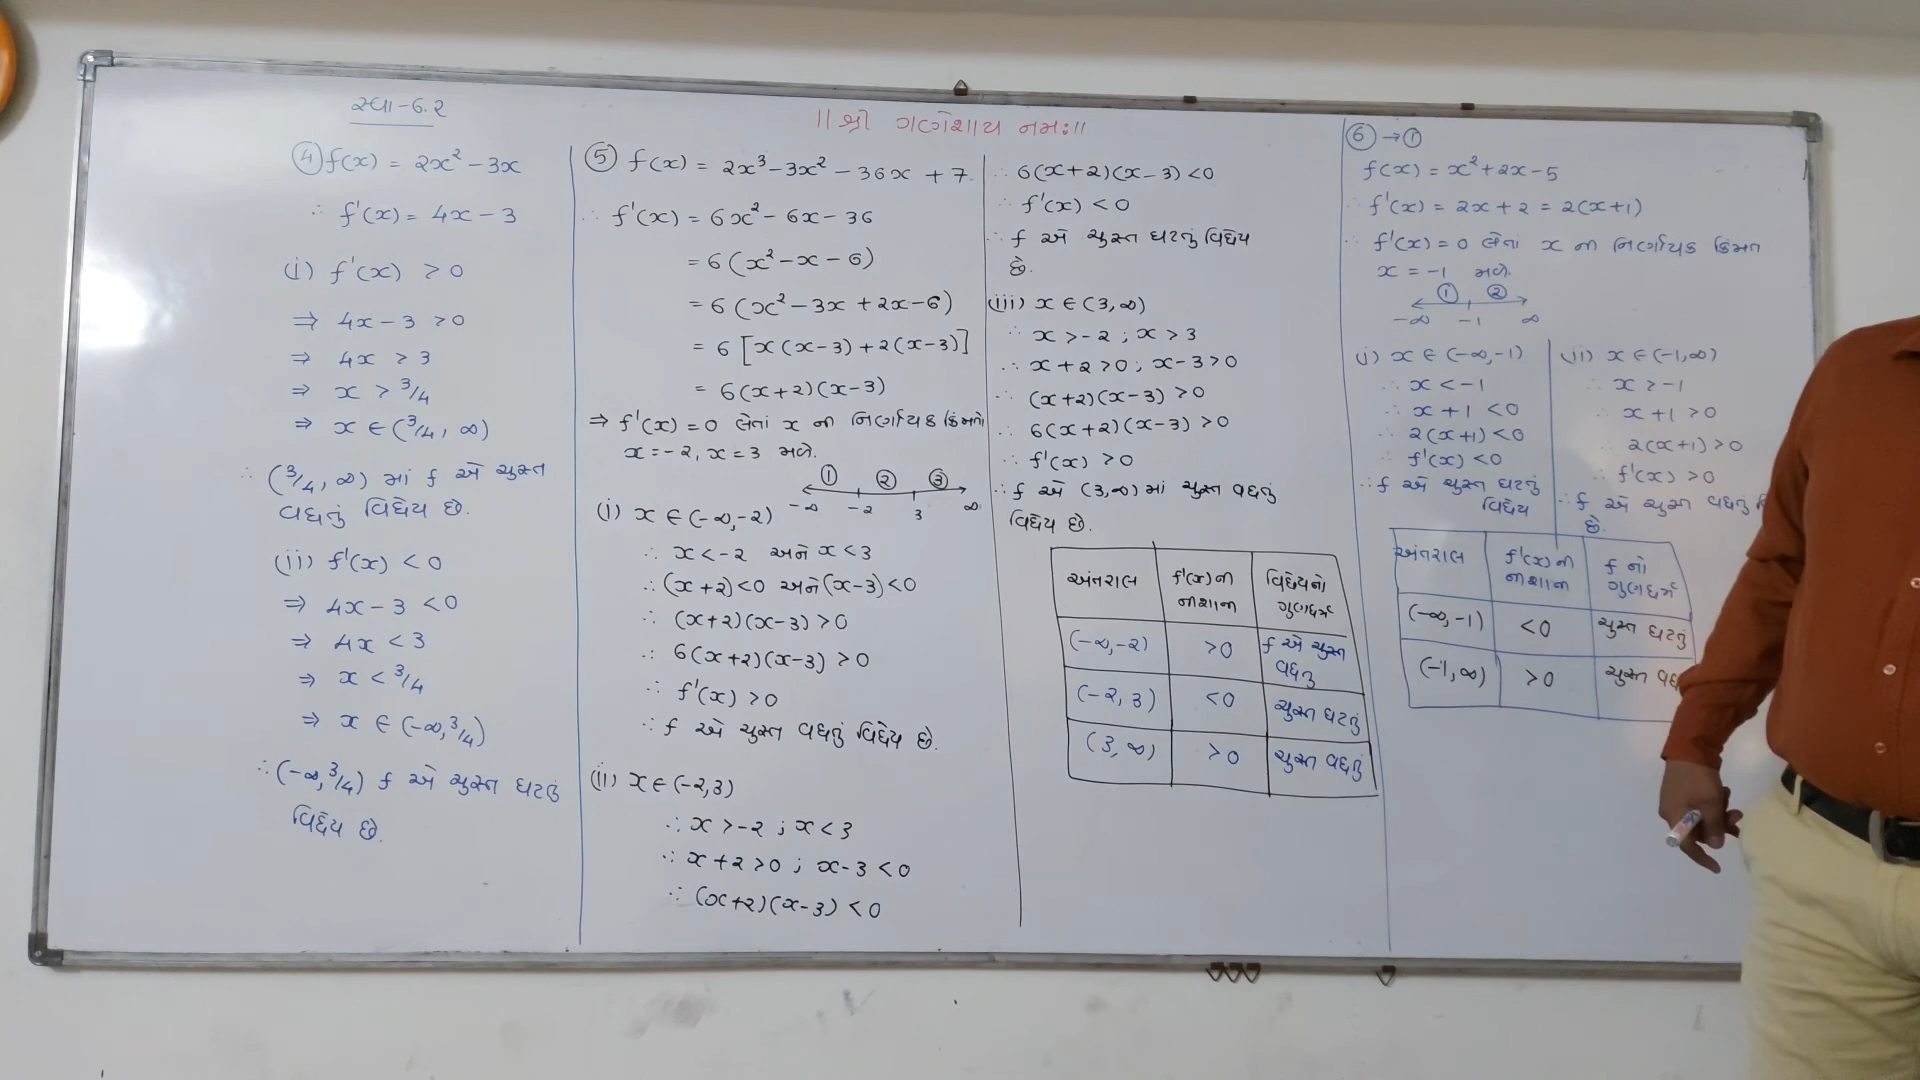 સ્વા-6.૨
॥ શ્રી ગણેશાય નમઃ॥
④ f(x) = 2x² - 3x
∴ f'(x) = 4x - 3
(i) f'(x) > 0
⇒ 4x - 3 > 0
⇒ 4x > 3
⇒ x > 3/4
⇒ x ∈ (3/4, ∞)
∴ (3/4, ∞) માં f એ ચુસ્ત
વધતું વિધેય છે.
(ii) f'(x) < 0
⇒ 4x - 3 < 0
⇒ 4x < 3
⇒ x < 3/4
⇒ x ∈ (-∞, 3/4)
∴ (-∞, 3/4) f એ ચુસ્ત ઘટતું
વિધેય છે.
⑤ f(x) = 2x³ - 3x² - 36x + 7
∴ f'(x) = 6x² - 6x - 36
= 6(x² - x - 6)
= 6(x² - 3x + 2x - 6)
= 6[x(x-3) + 2(x-3)]
= 6(x+2)(x-3)
⇒ f'(x) = 0 લેતાં x ની નિર્ણાયક કિંમતો
x = -2, x = 3 મળે.
① ② ③
-∞ -2 3 ∞
(i) x ∈ (-∞, -2)
∴ x < -2 અને x < 3
∴ (x+2) < 0 અને (x-3) < 0
∴ (x+2)(x-3) > 0
∴ 6(x+2)(x-3) > 0
∴ f'(x) > 0
∴ f એ ચુસ્ત વધતું વિધેય છે.
(ii) x ∈ (-2, 3)
∴ x > -2 ; x < 3
∴ x + 2 > 0 ; x - 3 < 0
∴ (x+2)(x-3) < 0
∴ 6(x+2)(x-3) < 0
∴ f'(x) < 0
∴ f એ ચુસ્ત ઘટતું વિધેય
છે.
(iii) x ∈ (3, ∞)
∴ x > -2 ; x > 3
∴ x + 2 > 0 ; x - 3 > 0
∴ (x+2)(x-3) > 0
∴ 6(x+2)(x-3) > 0
∴ f'(x) > 0
∴ f એ (3, ∞) માં ચુસ્ત વધતું
વિધેય છે.
અંતરાલ f'(x) ની નીશાની વિધેયનો ગુણધર્મ
(-∞, -2) > 0 f એ ચુસ્ત વધતું
(-2, 3) < 0 ચુસ્ત ઘટતું
(3, ∞) > 0 ચુસ્ત વધતું
⑥ → ①
f(x) = x² + 2x - 5
∴ f'(x) = 2x + 2 = 2(x+1)
∴ f'(x) = 0 લેતાં x ની નિર્ણાયક કિંમત
x = -1 મળે.
① ②
-∞ -1 ∞
(i) x ∈ (-∞, -1)
∴ x < -1
∴ x + 1 < 0
∴ 2(x+1) < 0
∴ f'(x) < 0
∴ f એ ચુસ્ત ઘટતું
વિધેય
(ii) x ∈ (-1, ∞)
∴ x > -1
∴ x + 1 > 0
∴ 2(x+1) > 0
∴ f'(x) > 0
∴ f એ ચુસ્ત વધતું
છે.
અંતરાલ f'(x) ની નીશાની f નો ગુણધર્મ
(-∞, -1) < 0 ચુસ્ત ઘટતું
(-1, ∞) > 0 ચુસ્ત